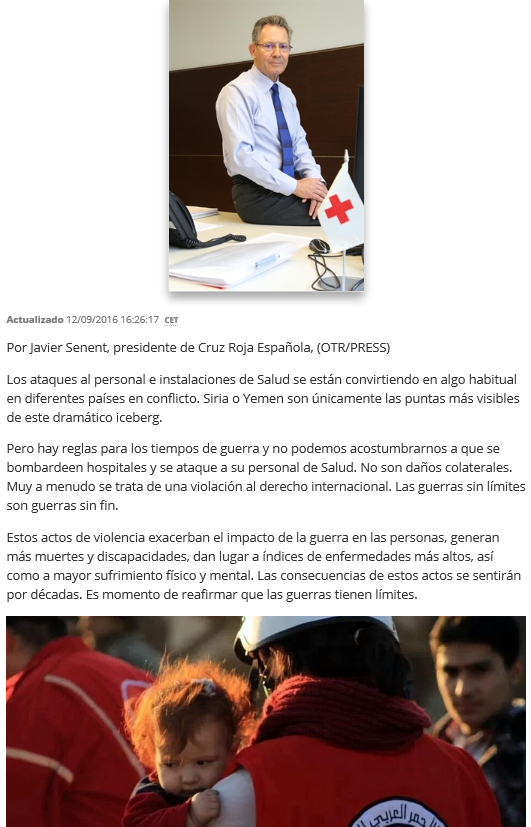 Actualizado 12/09/2016 16:26:17 CET
Por Javier Senent, presidente de Cruz Roja Española, (OTR/PRESS)
Los ataques al personal e instalaciones de Salud se están convirtiendo en algo habitual
en diferentes países en conflicto. Siria o Yemen son únicamente las puntas más visibles
de este dramático iceberg.
Pero hay reglas para los tiempos de guerra y no podemos acostumbrarnos a que se
bombardeen hospitales y se ataque a su personal de Salud. No son daños colaterales.
Muy a menudo se trata de una violación al derecho internacional. Las guerras sin límites
son guerras sin fin.
Estos actos de violencia exacerban el impacto de la guerra en las personas, generan
más muertes y discapacidades, dan lugar a índices de enfermedades más altos, así
como a mayor sufrimiento físico y mental. Las consecuencias de estos actos se sentirán
por décadas. Es momento de reafirmar que las guerras tienen límites.